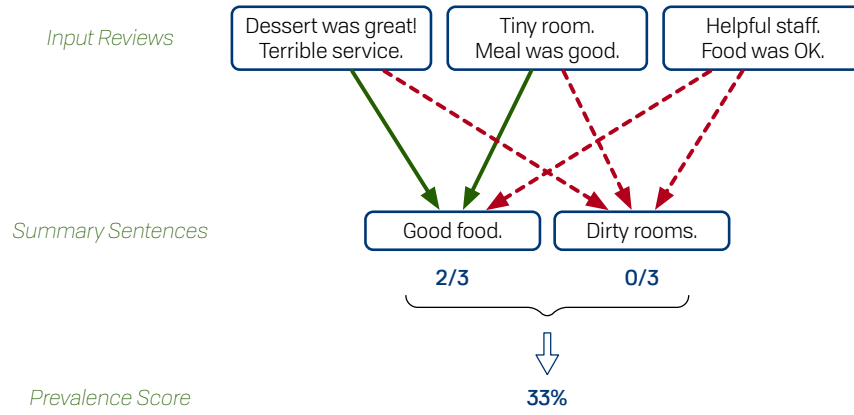 Input Reviews
Dessert was great!
Terrible service.
Tiny room.
Meal was good.
Helpful staff.
Food was OK.
Summary Sentences
Good food.
Dirty rooms.
2/3
0/3
Prevalence Score
33%